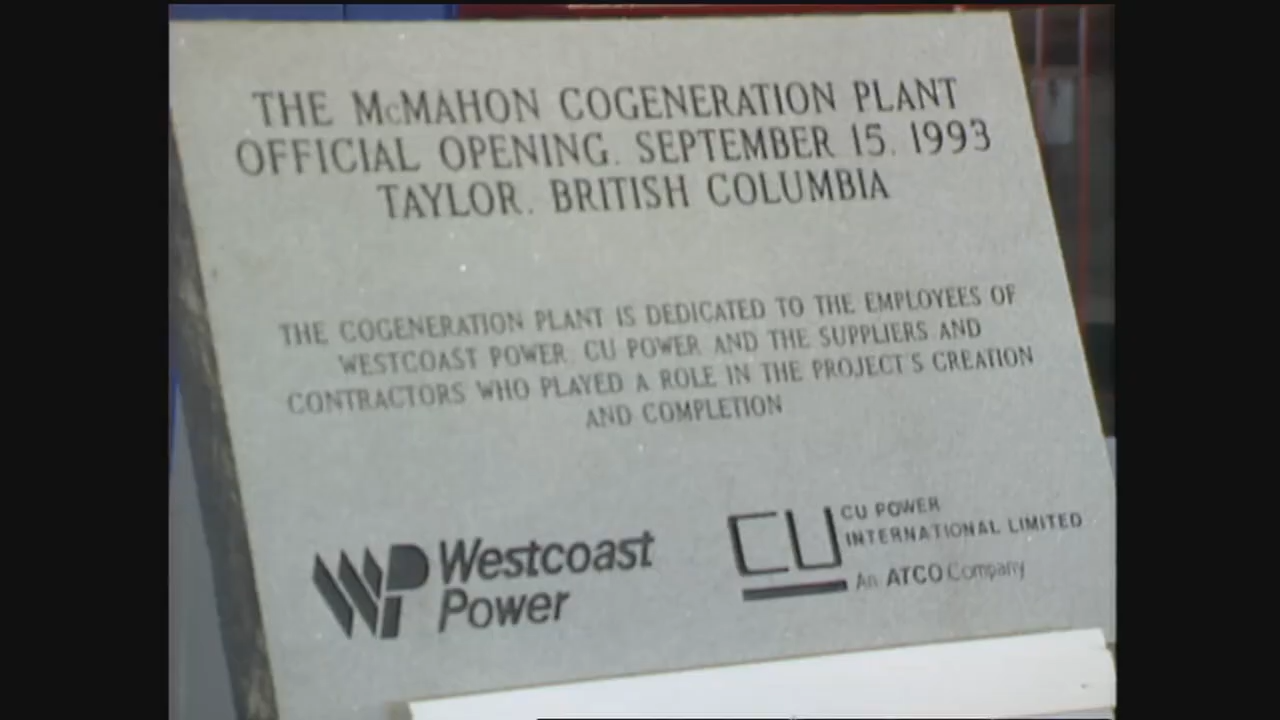 THE McMAHON COGENERATION PLANT
OFFICIAL OPENING, SEPTEMBER 15, 1993
TAYLOR, BRITISH COLUMBIA
THE COGENERATION PLANT IS DEDICATED TO THE EMPLOYEES OF
WESTCOAST POWER, CU POWER AND THE SUPPLIERS AND
CONTRACTORS WHO PLAYED A ROLE IN THE PROJECT'S CREATION
AND COMPLETION
WP Westcoast
Power
CU CU POWER
INTERNATIONAL LIMITED
An ATCO Company